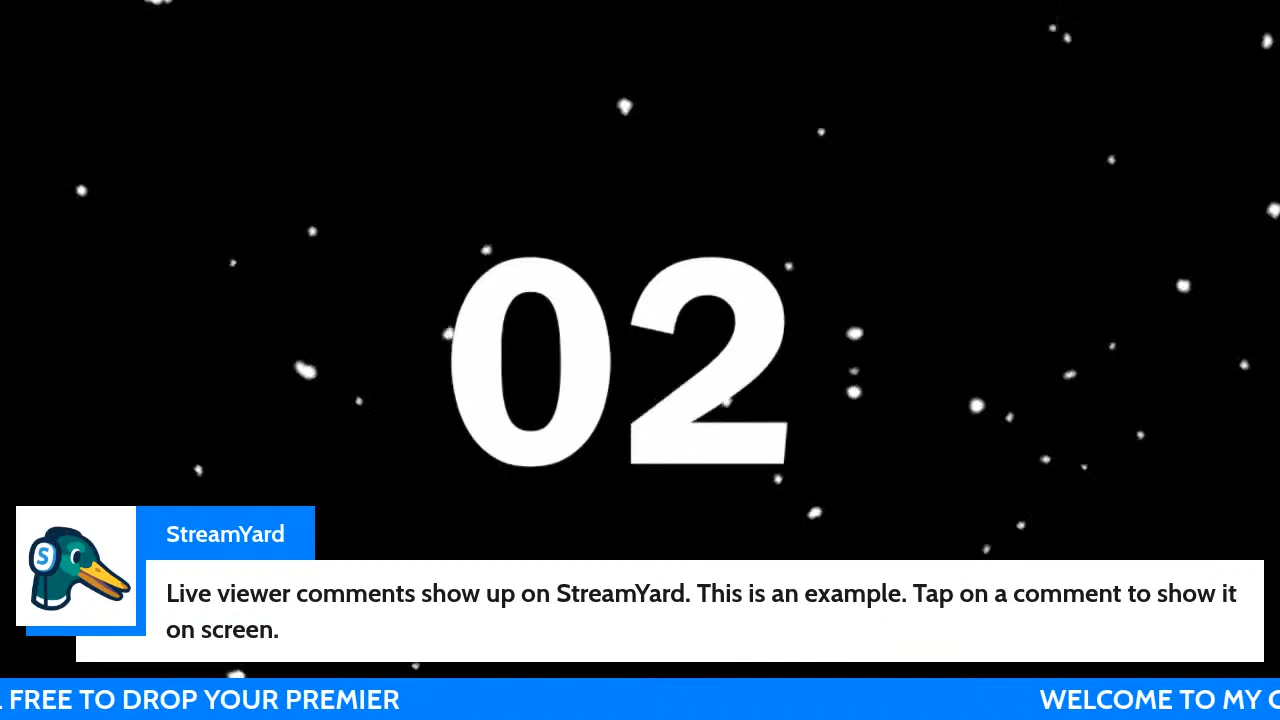 02
S
StreamYard
Live viewer comments show up on StreamYard. This is an example. Tap on a comment to show it
on screen.
FREE TO DROP YOUR PREMIER
WELCOME TO MY